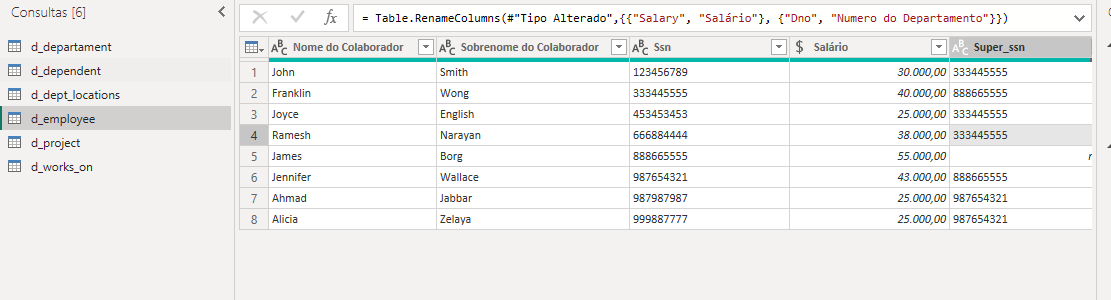 Consultas [6]
d_departament
d_dependent
d_dept_locations
d_employee
d_project
d_works_on
= Table.RenameColumns(#"Tipo Alterado",{{"Salary", "Salário"}, {"Dno", "Numero do Departamento"}})
Nome do Colaborador Sobrenome do Colaborador Ssn Salário Super_ssn
1 John Smith 123456789 30.000,00 333445555
2 Franklin Wong 333445555 40.000,00 888665555
3 Joyce English 453453453 25.000,00 333445555
4 Ramesh Narayan 666884444 38.000,00 333445555
5 James Borg 888665555 55.000,00
6 Jennifer Wallace 987654321 43.000,00 888665555
7 Ahmad Jabbar 987987987 25.000,00 987654321
8 Alicia Zelaya 999887777 25.000,00 987654321